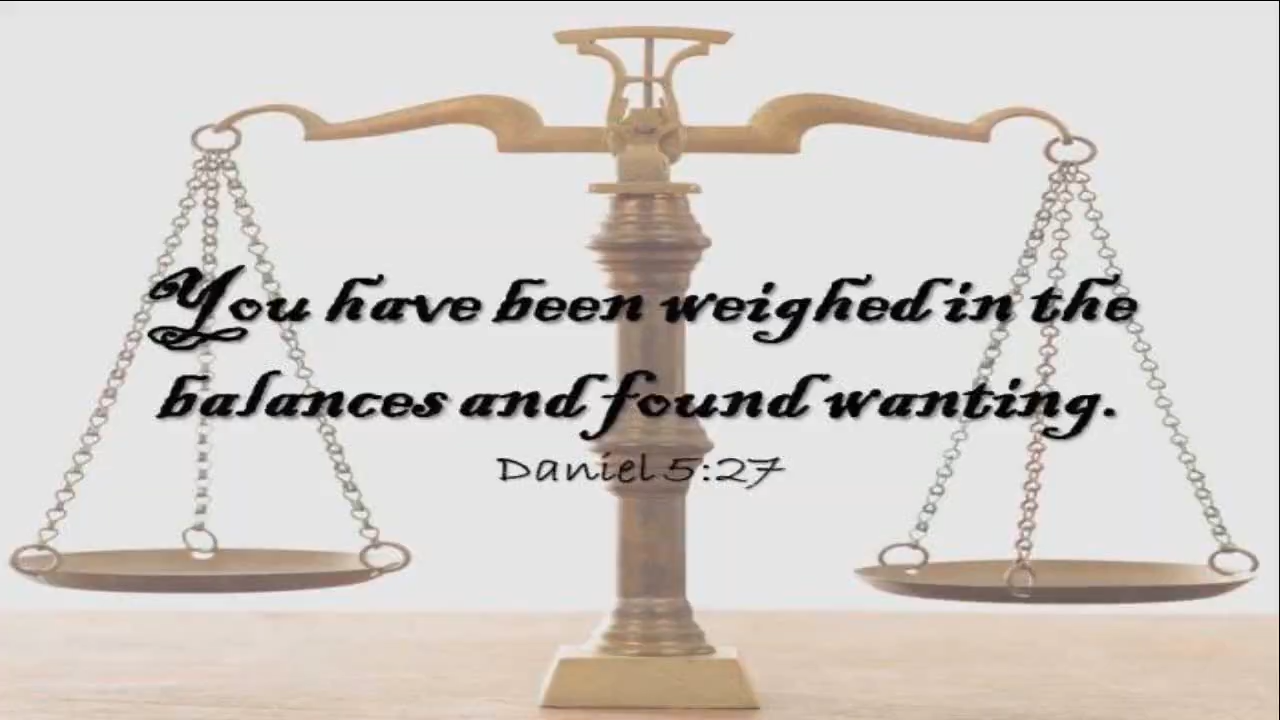 You have been weighed in the
balances and found wanting.
Daniel 5:27